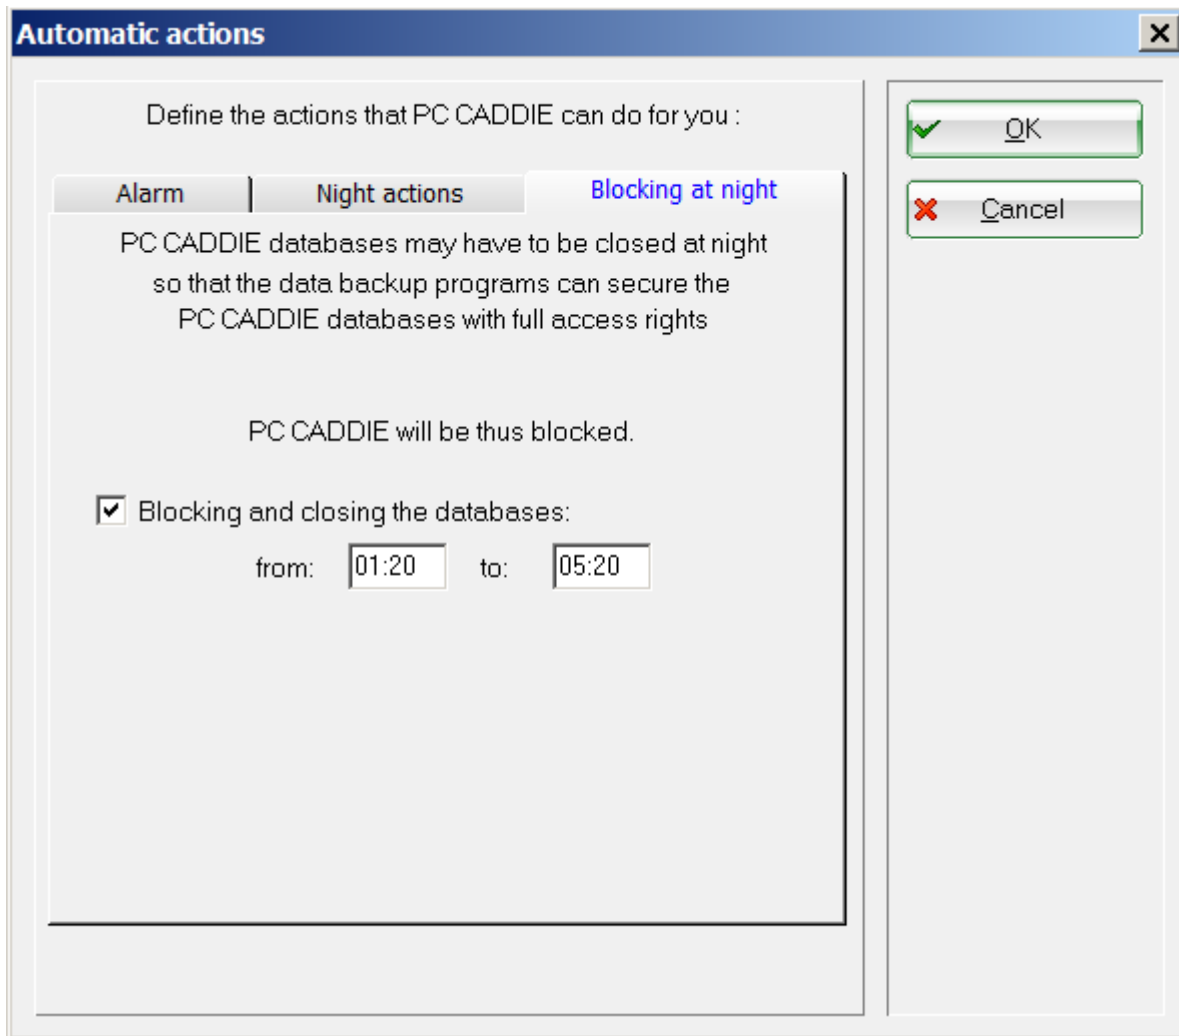 Automatic actions
Define the actions that PC CADDIE can do for you :
OK
Cancel
Alarm
Night actions
Blocking at night
PC CADDIE databases may have to be closed at night
so that the data backup programs can secure the
PC CADDIE databases with full access rights
PC CADDIE will be thus blocked.
Blocking and closing the databases:
from: 01:20 to: 05:20